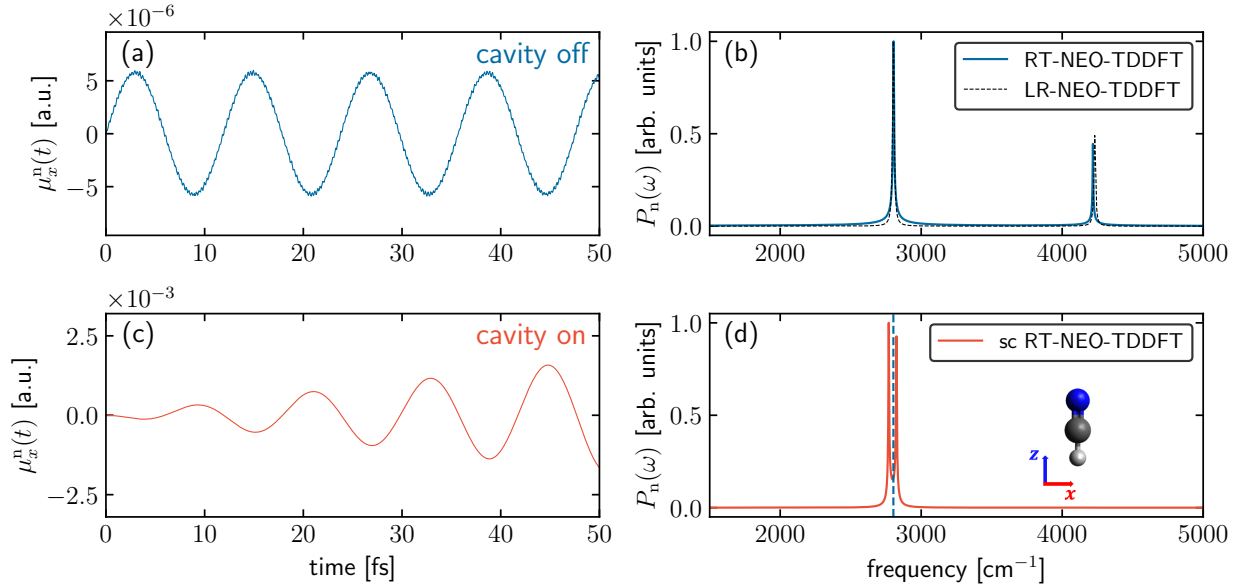 ×10⁻⁶
(a)
cavity off
μₓⁿ(t) [a.u.]
5
0
−5
0 10 20 30 40 50
(b)
RT-NEO-TDDFT
LR-NEO-TDDFT
Pₙ(ω) [arb. units]
1.0
0.5
0.0
2000 3000 4000 5000
×10⁻³
(c)
cavity on
μₓⁿ(t) [a.u.]
2.5
0.0
−2.5
0 10 20 30 40 50
time [fs]
(d)
sc RT-NEO-TDDFT
Pₙ(ω) [arb. units]
1.0
0.5
0.0
z
x
2000 3000 4000 5000
frequency [cm⁻¹]